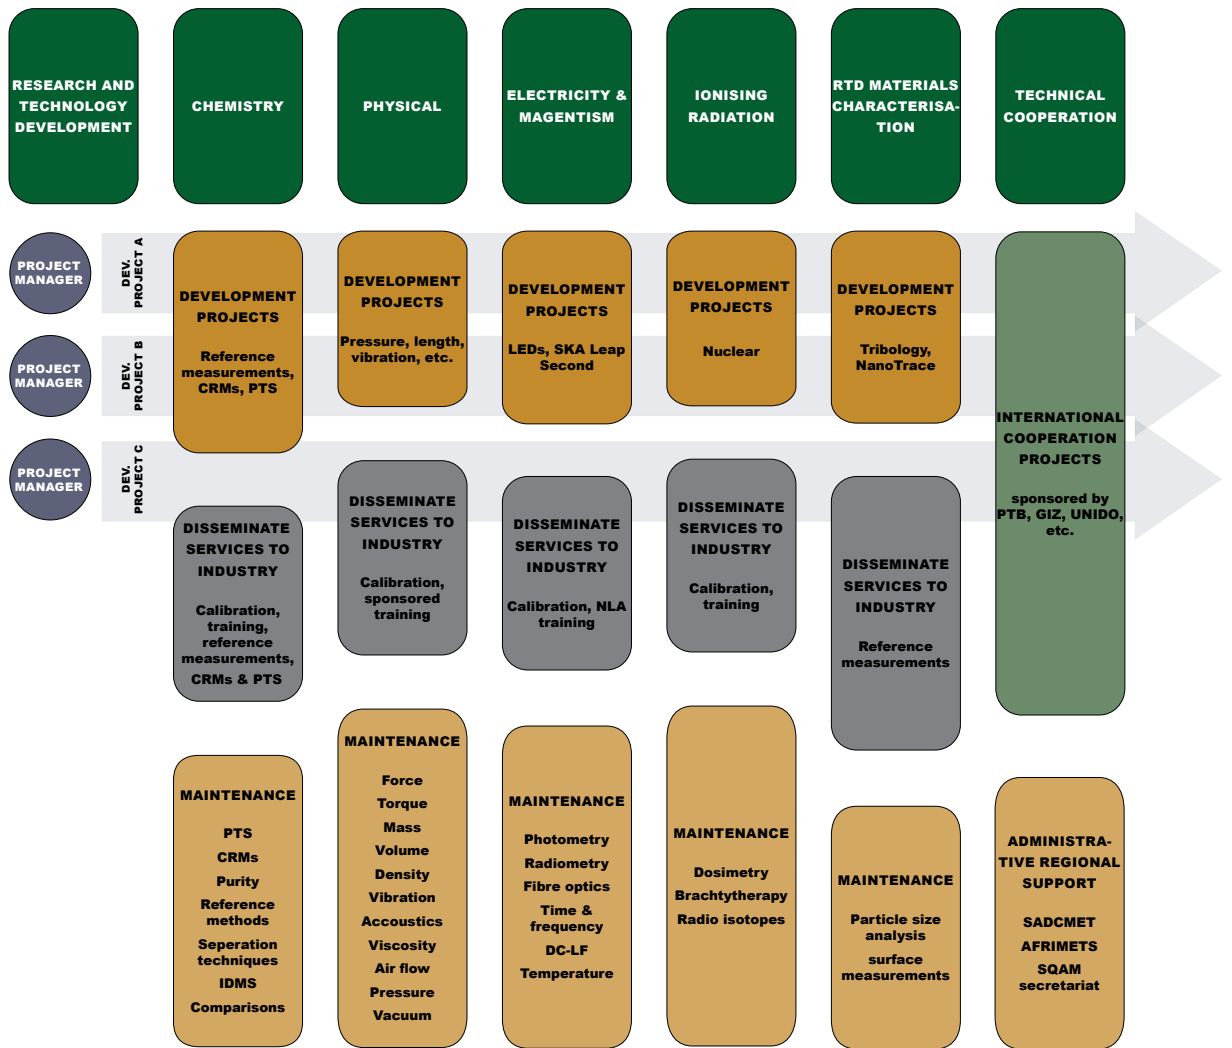 RESEARCH AND
TECHNOLOGY
DEVELOPMENT
CHEMISTRY
PHYSICAL
ELECTRICITY &
MAGENTISM
IONISING
RADIATION
RTD MATERIALS
CHARACTERISA-
TION
TECHNICAL
COOPERATION
PROJECT
MANAGER
DEV.
PROJECT A
PROJECT
MANAGER
DEV.
PROJECT B
PROJECT
MANAGER
DEV.
PROJECT C
DEVELOPMENT
PROJECTS
Reference
measurements,
CRMs, PTS
DEVELOPMENT
PROJECTS
Pressure, length,
vibration, etc.
DEVELOPMENT
PROJECTS
LEDs, SKA Leap
Second
DEVELOPMENT
PROJECTS
Nuclear
DEVELOPMENT
PROJECTS
Tribology,
NanoTrace
INTERNATIONAL
COOPERATION
PROJECTS
sponsored by
PTB, GIZ, UNIDO,
etc.
DISSEMINATE
SERVICES TO
INDUSTRY
Calibration,
training,
reference
measurements,
CRMs & PTS
DISSEMINATE
SERVICES TO
INDUSTRY
Calibration,
sponsored
training
DISSEMINATE
SERVICES TO
INDUSTRY
Calibration, NLA
training
DISSEMINATE
SERVICES TO
INDUSTRY
Calibration,
training
DISSEMINATE
SERVICES TO
INDUSTRY
Reference
measurements
MAINTENANCE
PTS
CRMs
Purity
Reference
methods
Seperation
techniques
IDMS
Comparisons
MAINTENANCE
Force
Torque
Mass
Volume
Density
Vibration
Accoustics
Viscosity
Air flow
Pressure
Vacuum
MAINTENANCE
Photometry
Radiometry
Fibre optics
Time &
frequency
DC-LF
Temperature
MAINTENANCE
Dosimetry
Brachtytherapy
Radio isotopes
MAINTENANCE
Particle size
analysis
surface
measurements
ADMINISTRA-
TIVE REGIONAL
SUPPORT
SADCMET
AFRIMETS
SQAM
secretariat